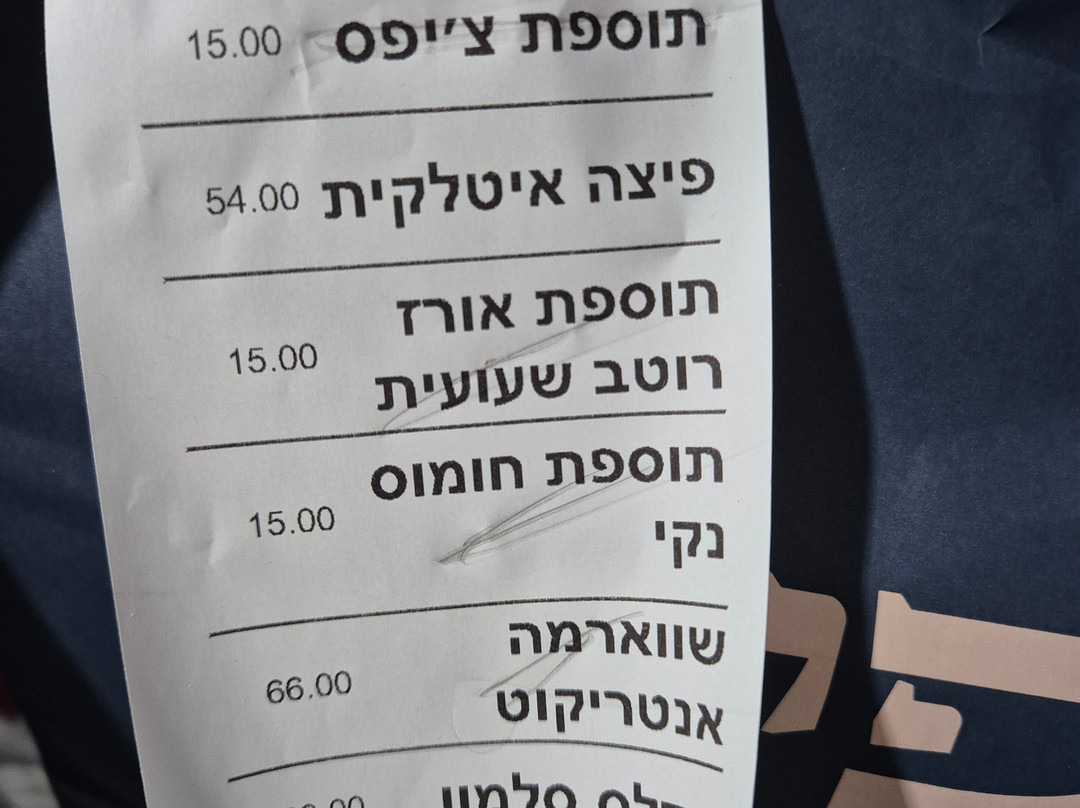 תוספת צ׳יפס 15.00
פיצה איטלקית 54.00
תוספת אורז
רוטב שעועית 15.00
תוספת חומוס
נקי 15.00
שווארמה
אנטריקוט 66.00
סלמון